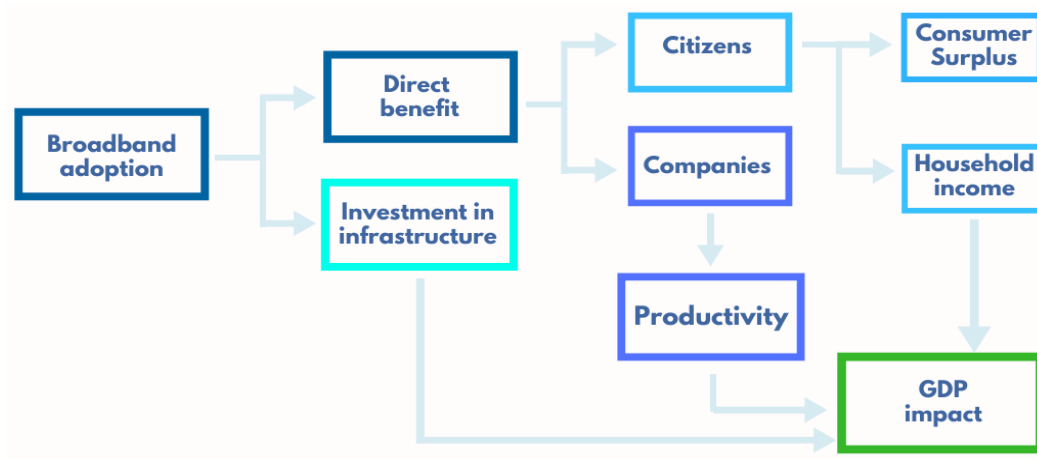 Broadband
adoption
Direct
benefit
Investment in
infrastructure
Citizens
Companies
Productivity
Consumer
Surplus
Household
income
GDP
impact